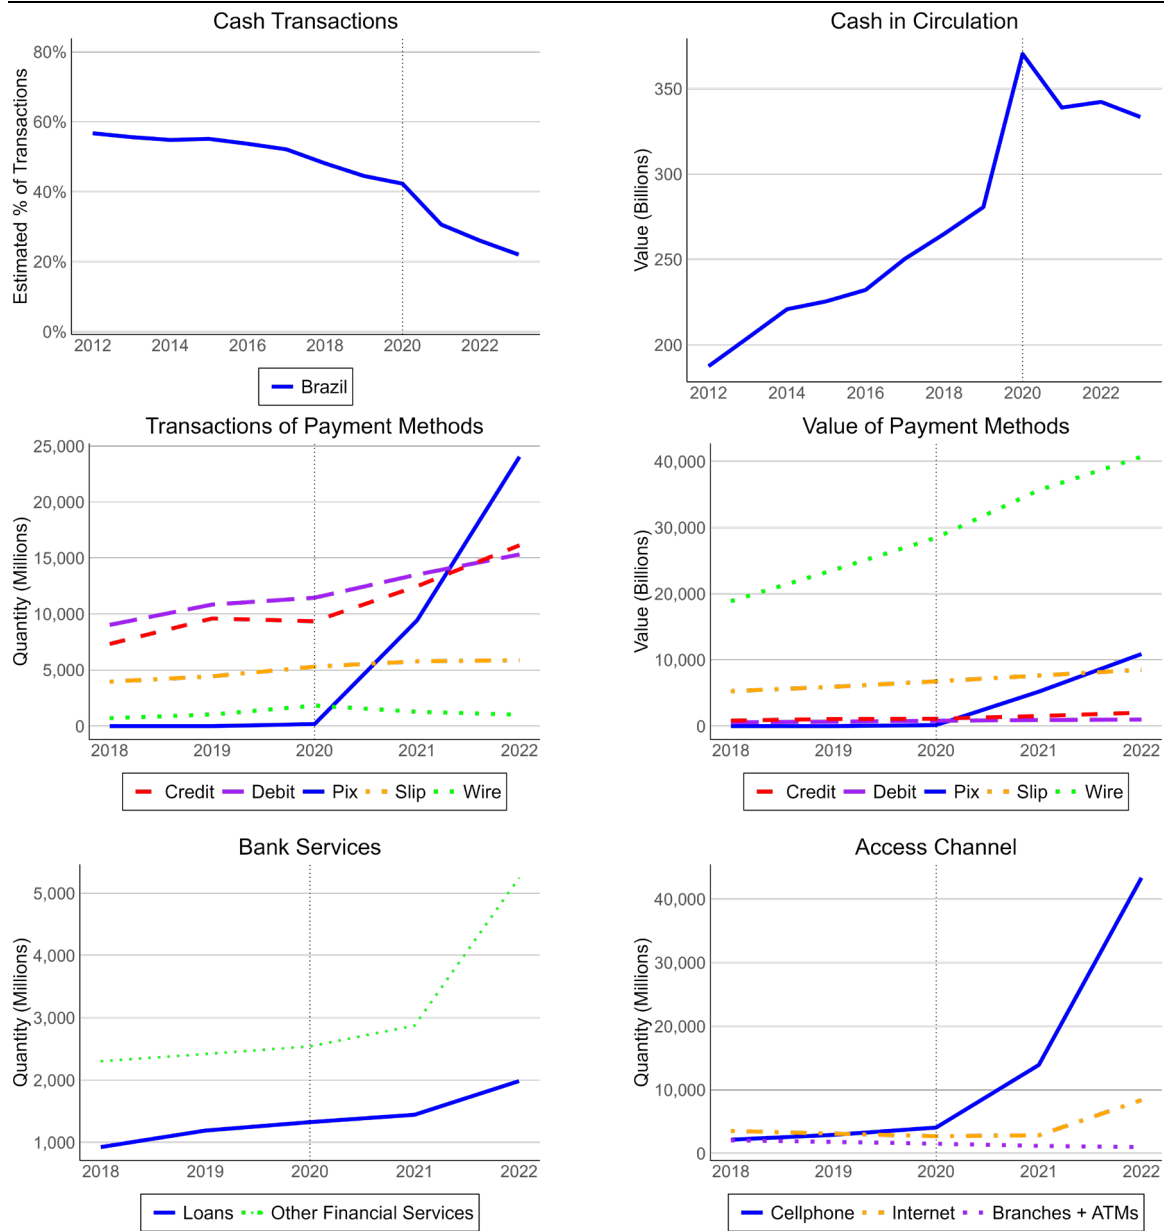 Cash Transactions
Estimated % of Transactions
80%
60%
40%
20%
0%
2012 2014 2016 2018 2020 2022
Brazil
Cash in Circulation
Value (Billions)
350
300
250
200
2012 2014 2016 2018 2020 2022
Transactions of Payment Methods
Quantity (Millions)
25,000
20,000
15,000
10,000
5,000
0
2018 2019 2020 2021 2022
Credit Debit Pix Slip Wire
Value of Payment Methods
Value (Billions)
40,000
30,000
20,000
10,000
0
2018 2019 2020 2021 2022
Credit Debit Pix Slip Wire
Bank Services
Quantity (Millions)
5,000
4,000
3,000
2,000
1,000
2018 2019 2020 2021 2022
Loans Other Financial Services
Access Channel
Quantity (Millions)
40,000
30,000
20,000
10,000
0
2018 2019 2020 2021 2022
Cellphone Internet Branches + ATMs